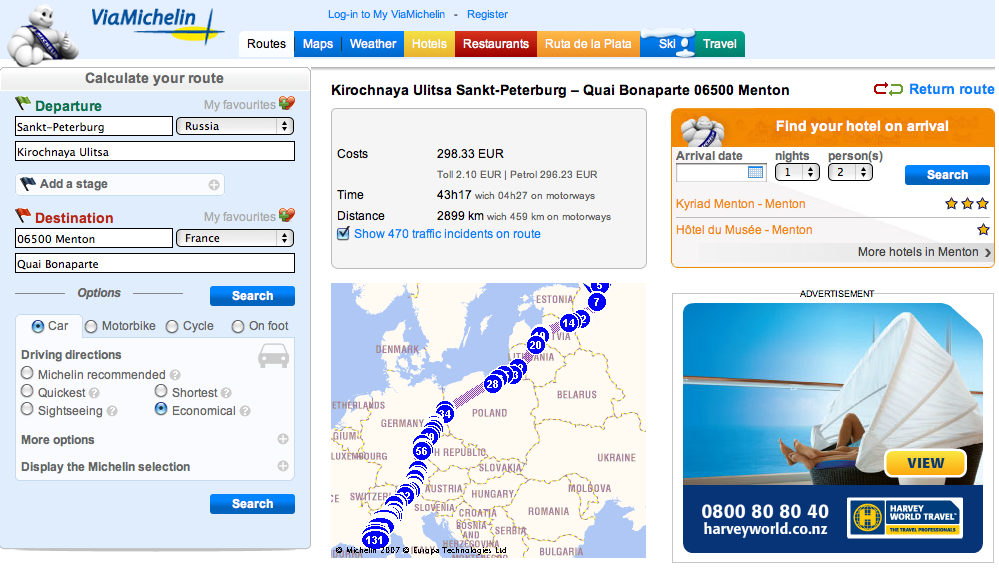 ViaMichelin
Log-in to My ViaMichelin - Register
Routes Maps Weather Hotels Restaurants Ruta de la Plata Ski Travel
Calculate your route
Departure My favourites
Sankt-Peterburg Russia
Kirochnaya Ulitsa
Add a stage
Destination My favourites
06500 Menton France
Quai Bonaparte
Options Search
Car Motorbike Cycle On foot
Driving directions
Michelin recommended ?
Quickest ? Shortest ?
Sightseeing ? Economical ?
More options
Display the Michelin selection
Search
Kirochnaya Ulitsa Sankt-Peterburg – Quai Bonaparte 06500 Menton
Return route
Costs 298.33 EUR
Toll 2.10 EUR | Petrol 296.23 EUR
Time 43h17 wich 04h27 on motorways
Distance 2899 km wich 459 km on motorways
Show 470 traffic incidents on route
5
ESTONIA 7
14
DENMARK
20
LITHUANIA
28
BELARUS
34
POLAND
GERMANY
56
UKRAINE
SLOVAKIA
AUSTRIA HUNGARY MOLDOVA
SLOVENIA
CROATIA ROMANIA
BOSNIA
AND SERBIA
HERZEGOVINA
131
BULGARIA
© Michelin 2007 © Europa Technologies Ltd
Find your hotel on arrival
Arrival date nights person(s)
1 2 Search
Kyriad Menton - Menton
Hôtel du Musée - Menton
More hotels in Menton
ADVERTISEMENT
VIEW
0800 80 80 40
harveyworld.co.nz
HARVEY
WORLD TRAVEL
THE TRAVEL PROFESSIONALS